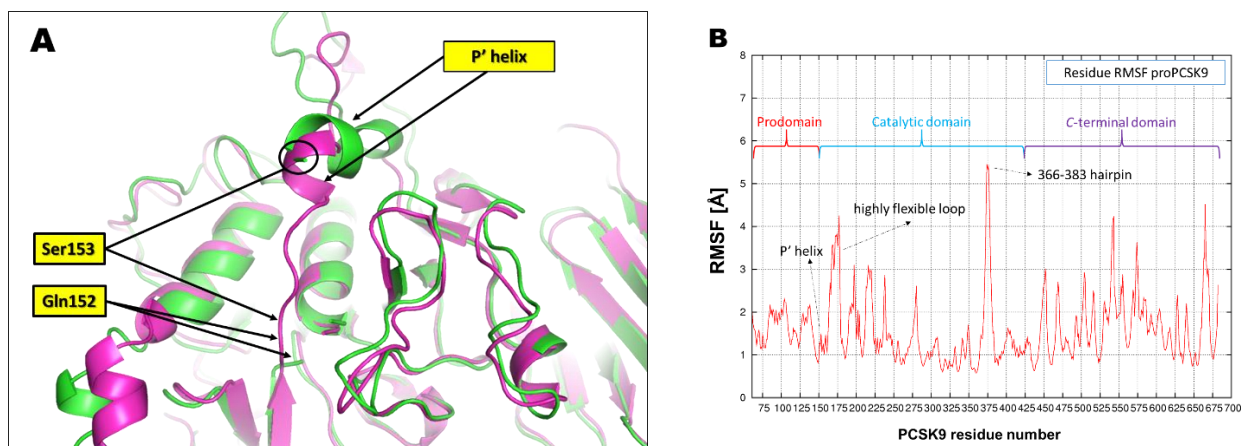 A
P’ helix
Ser153
Gln152
B
Residue RMSF proPCSK9
Prodomain
Catalytic domain
C-terminal domain
366-383 hairpin
highly flexible loop
P’ helix
RMSF [Å]
8
7
6
5
4
3
2
1
0
75 100 125 150 175 200 225 250 275 300 325 350 375 400 425 450 475 500 525 550 575 600 625 650 675 700
PCSK9 residue number